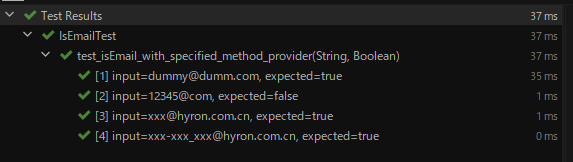 Test Results 37 ms
IsEmailTest 37 ms
test_isEmail_with_specified_method_provider(String, Boolean) 37 ms
[1] input=dummy@dumm.com, expected=true 35 ms
[2] input=12345@com, expected=false 1 ms
[3] input=xxx@hyron.com.cn, expected=true 1 ms
[4] input=xxx-xxx_xxx@hyron.com.cn, expected=true 0 ms